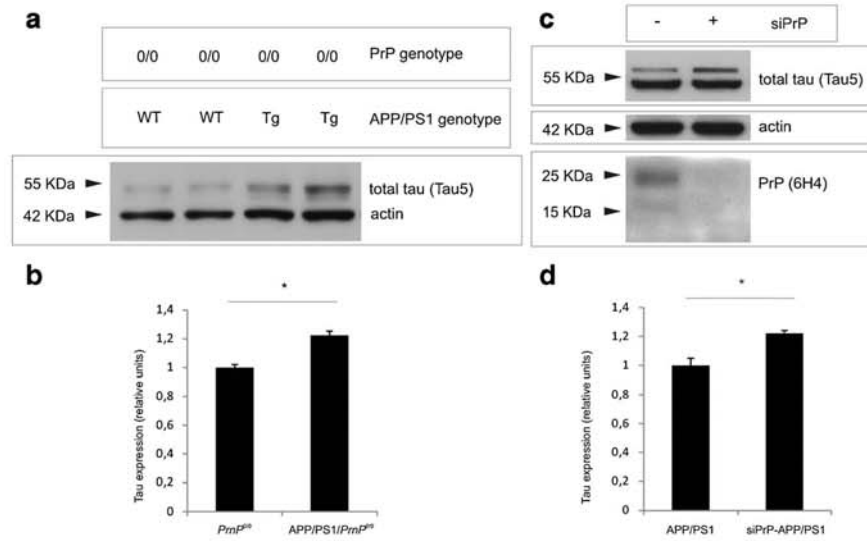 a
0/0 0/0 0/0 0/0 PrP genotype
WT WT Tg Tg APP/PS1 genotype
55 KDa total tau (Tau5)
42 KDa actin
b
*
Tau expression (relative units)
1,4
1,2
1
0,8
0,6
0,4
0,2
0
PrnP0/0 APP/PS1/PrnP0/0
c
- + siPrP
55 KDa total tau (Tau5)
42 KDa actin
25 KDa PrP (6H4)
15 KDa
d
*
Tau expression (relative units)
1,4
1,2
1
0,8
0,6
0,4
0,2
0
APP/PS1 siPrP-APP/PS1